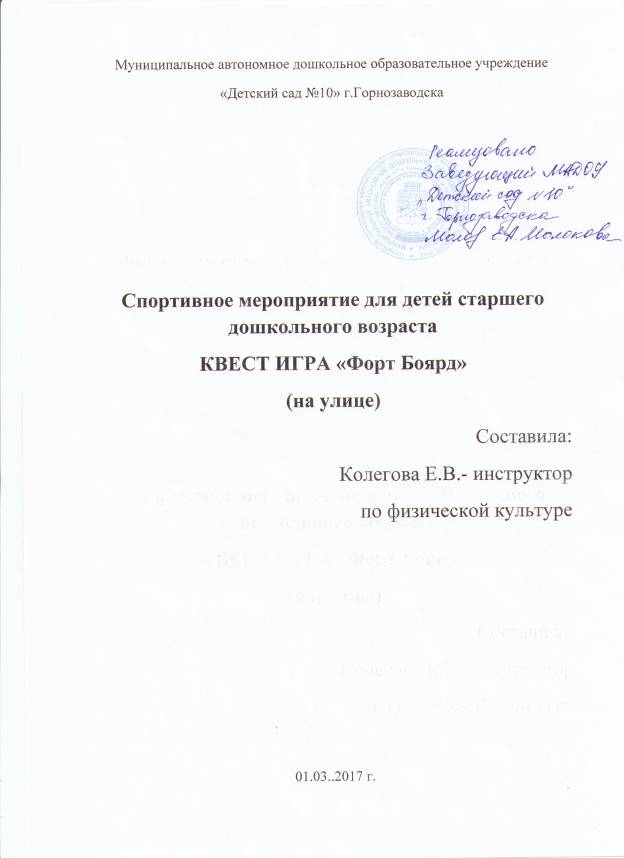 Муниципальное автономное дошкольное образовательное учреждение
«Детский сад №10» г.Горнозаводска
Реализовано
Заведующий МАДОУ
„Детский сад №10"
г. Горнозаводска
Е.А. Молокова
Спортивное мероприятие для детей старшего
дошкольного возраста
КВЕСТ ИГРА «Форт Боярд»
(на улице)
Составила:
Колегова Е.В.- инструктор
по физической культуре
01.03..2017 г.